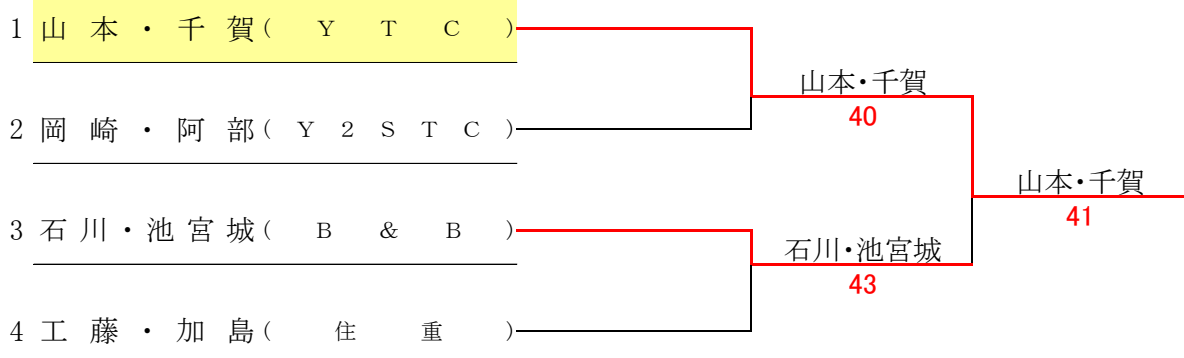 1 山本・千賀( Y T C )
山本・千賀
40
2 岡崎・阿部( Y 2 S T C )
山本・千賀
41
3 石川・池宮城( B & B )
石川・池宮城
43
4 工藤・加島( 住 重 )